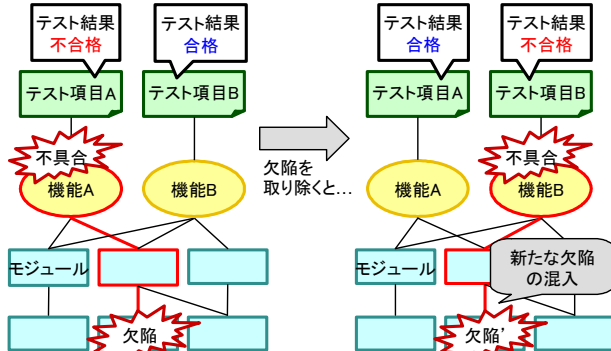 テスト結果
不合格
テスト結果
合格
テスト項目A
テスト項目B
不具合
機能A
機能B
モジュール
欠陥
欠陥を
取り除くと…
テスト結果
合格
テスト結果
不合格
テスト項目A
テスト項目B
不具合
機能A
機能B
モジュール
新たな欠陥
の混入
欠陥'